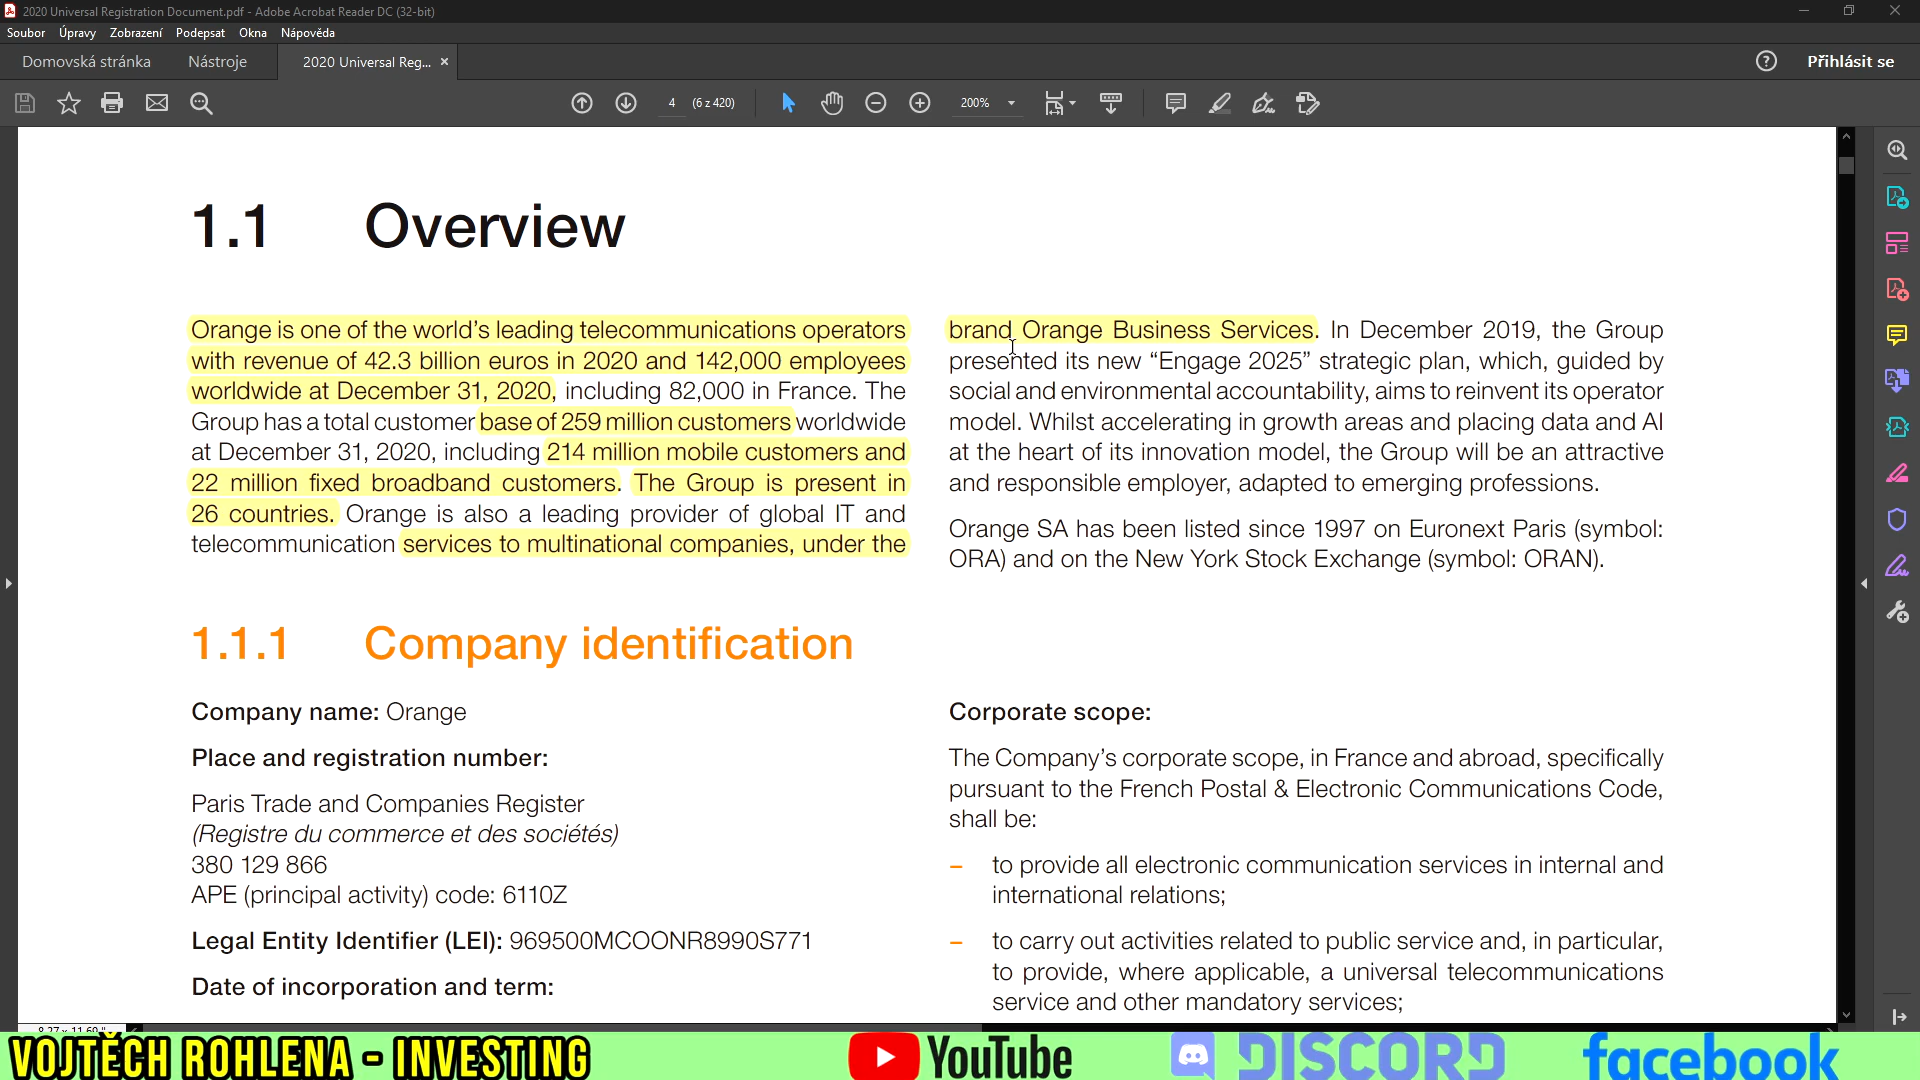 2020 Universal Registration Document.pdf - Adobe Acrobat Reader DC (32-bit)
Soubor Úpravy Zobrazení Podepsat Okna Nápověda
Domovská stránka Nástroje 2020 Universal Reg... × Přihlásit se
4 (6 z 420) 200%
1.1 Overview
Orange is one of the world's leading telecommunications operators
with revenue of 42.3 billion euros in 2020 and 142,000 employees
worldwide at December 31, 2020, including 82,000 in France. The
Group has a total customer base of 259 million customers worldwide
at December 31, 2020, including 214 million mobile customers and
22 million fixed broadband customers. The Group is present in
26 countries. Orange is also a leading provider of global IT and
telecommunication services to multinational companies, under the
brand Orange Business Services. In December 2019, the Group
presented its new “Engage 2025” strategic plan, which, guided by
social and environmental accountability, aims to reinvent its operator
model. Whilst accelerating in growth areas and placing data and AI
at the heart of its innovation model, the Group will be an attractive
and responsible employer, adapted to emerging professions.
Orange SA has been listed since 1997 on Euronext Paris (symbol:
ORA) and on the New York Stock Exchange (symbol: ORAN).
1.1.1 Company identification
Company name: Orange
Place and registration number:
Paris Trade and Companies Register
(Registre du commerce et des sociétés)
380 129 866
APE (principal activity) code: 6110Z
Legal Entity Identifier (LEI): 969500MCOONR8990S771
Date of incorporation and term:
Corporate scope:
The Company's corporate scope, in France and abroad, specifically
pursuant to the French Postal & Electronic Communications Code,
shall be:
– to provide all electronic communication services in internal and
international relations;
– to carry out activities related to public service and, in particular,
to provide, where applicable, a universal telecommunications
service and other mandatory services;
8,27 x 11,69 "
VOJTĚCH ROHLENA - INVESTING YouTube DISCORD facebook